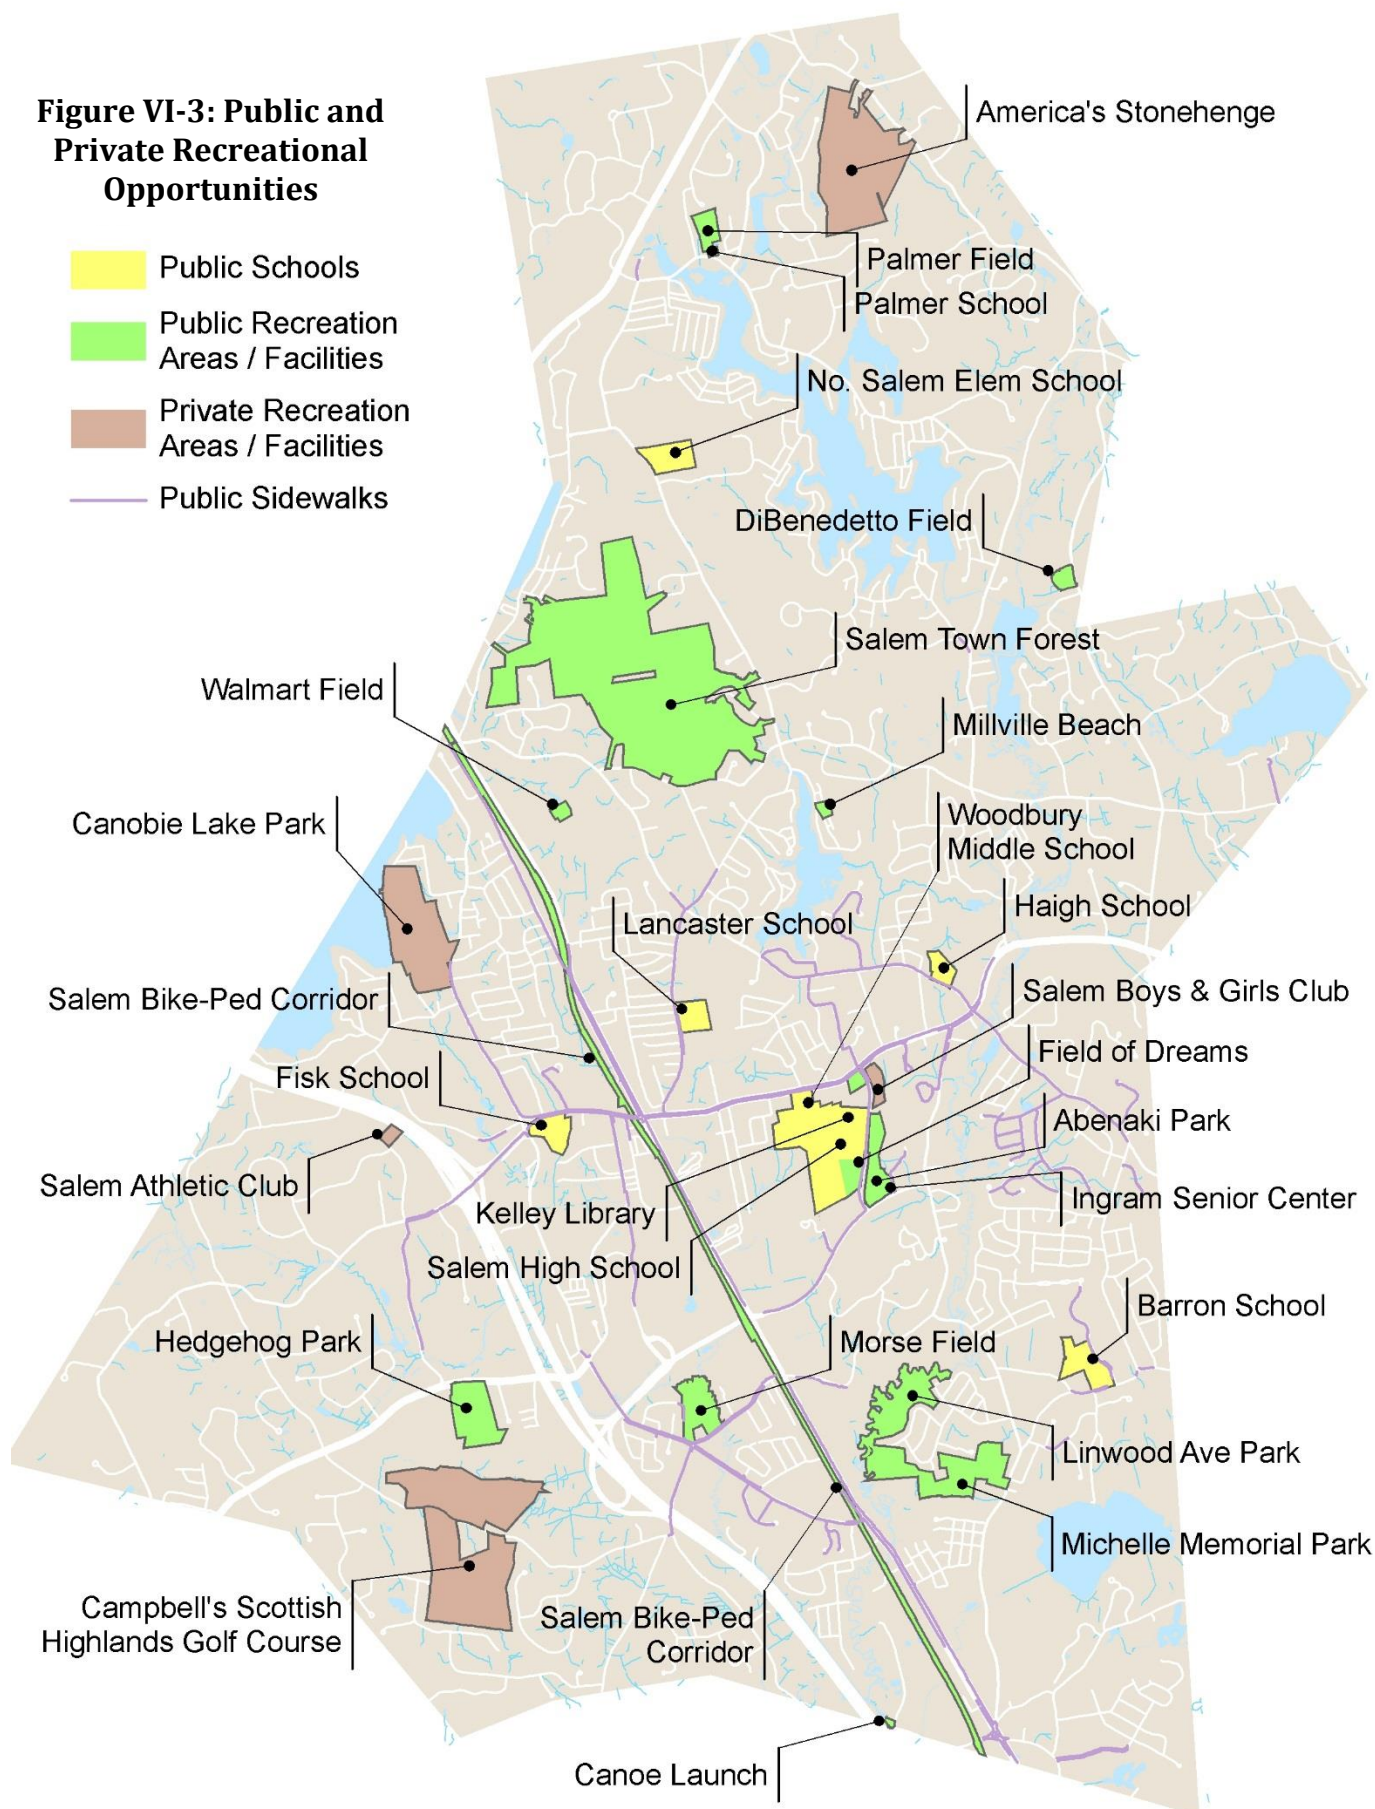 Figure VI-3: Public and
Private Recreational
Opportunities
Public Schools
Public Recreation
Areas / Facilities
Private Recreation
Areas / Facilities
Public Sidewalks
America's Stonehenge
Palmer Field
Palmer School
No. Salem Elem School
DiBenedetto Field
Salem Town Forest
Walmart Field
Millville Beach
Canobie Lake Park
Woodbury
Middle School
Haigh School
Lancaster School
Salem Bike-Ped Corridor
Salem Boys & Girls Club
Field of Dreams
Fisk School
Abenaki Park
Salem Athletic Club
Ingram Senior Center
Kelley Library
Salem High School
Barron School
Hedgehog Park
Morse Field
Linwood Ave Park
Michelle Memorial Park
Campbell's Scottish
Highlands Golf Course
Salem Bike-Ped
Corridor
Canoe Launch